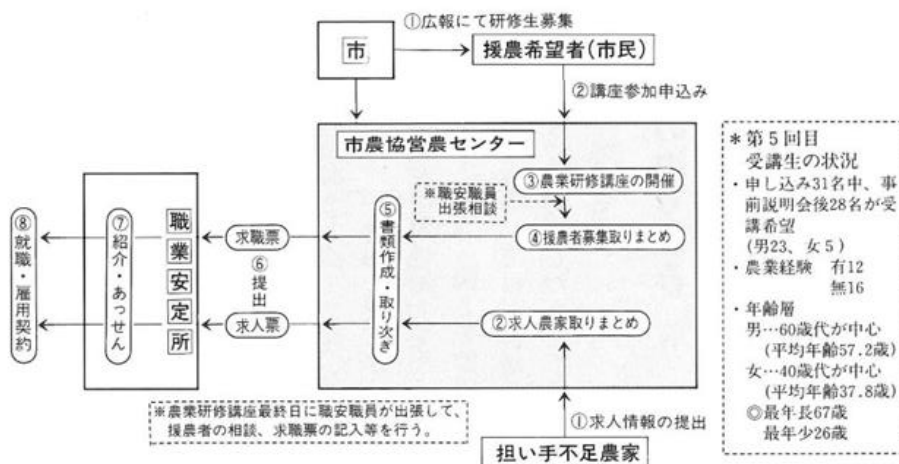 ①広報にて研修生募集
市
援農希望者(市民)
②講座参加申込み
市農協営農センター
③農業研修講座の開催
※職安職員
出張相談
④援農者募集取りまとめ
⑤書類作成・取り次ぎ
求職票
⑥提出
求人票
②求人農家取りまとめ
職業安定所
⑦紹介・あっせん
⑧就職・雇用契約
※農業研修講座最終日に職安職員が出張して、
援農者の相談、求職票の記入等を行う。
①求人情報の提出
担い手不足農家
*第5回目
受講生の状況
・申し込み31名中、事
前説明会後28名が受
講希望
(男23、女5)
・農業経験 有12
無16
・年齢層
男…60歳代が中心
(平均年齢57.2歳)
女…40歳代が中心
(平均年齢37.8歳)
◎最年長67歳
最年少26歳